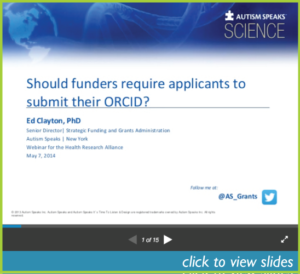 AUTISM SPEAKS
SCIENCE
Should funders require applicants to
submit their ORCID?
Ed Clayton, PhD
Senior Director| Strategic Funding and Grants Administration
Autism Speaks | New York
Webinar for the Health Research Alliance
May 7, 2014
Follow me at:
@AS_Grants
1 of 15
click to view slides